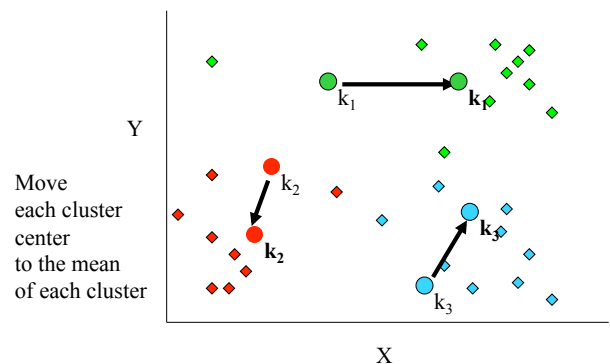 k₁
k₁
Y
k₂
Move
each cluster
center
to the mean
of each cluster
k₂
k₃
k₃
X